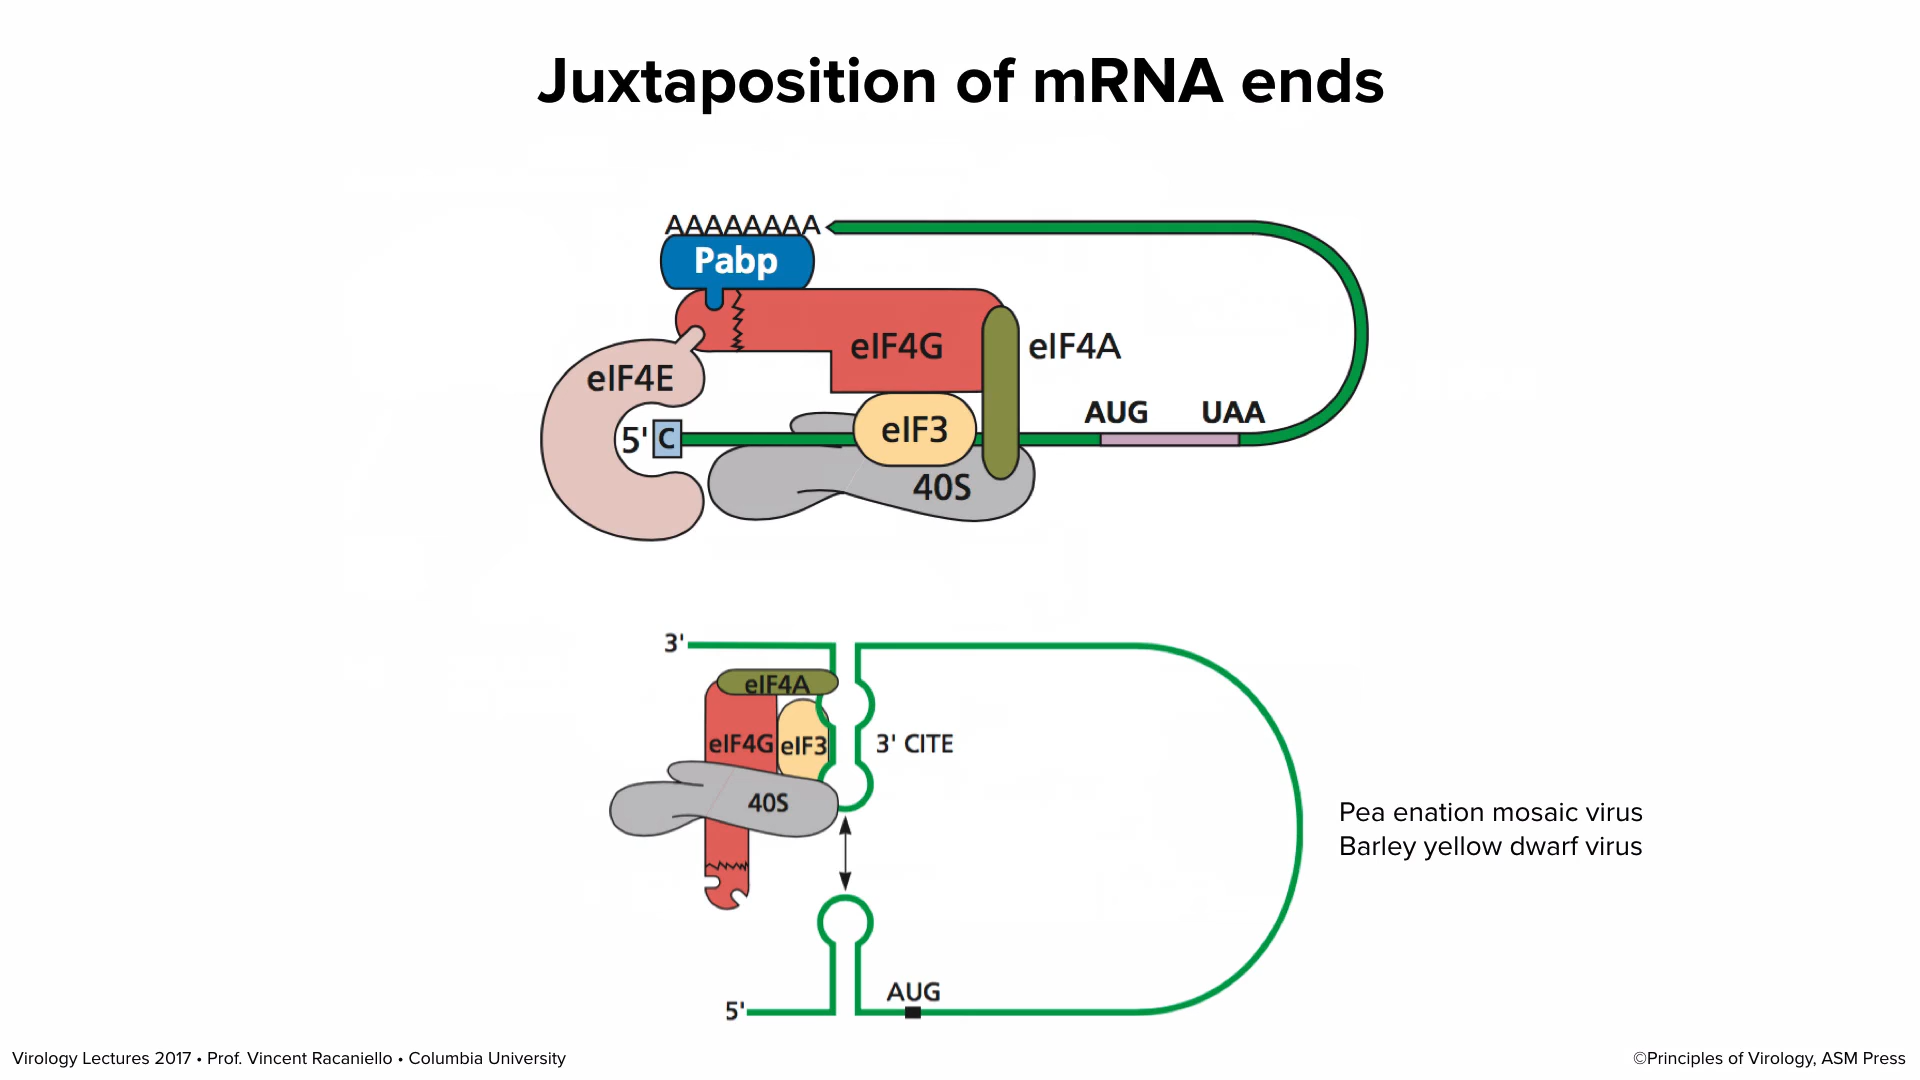 Juxtaposition of mRNA ends
AAAAAAAA
Pabp
eIF4G
eIF4A
eIF4E
AUG
UAA
5'
C
eIF3
40S
3'
eIF4A
eIF4G
eIF3
3' CITE
40S
Pea enation mosaic virus
Barley yellow dwarf virus
AUG
5'
Virology Lectures 2017 • Prof. Vincent Racaniello • Columbia University
©Principles of Virology, ASM Press